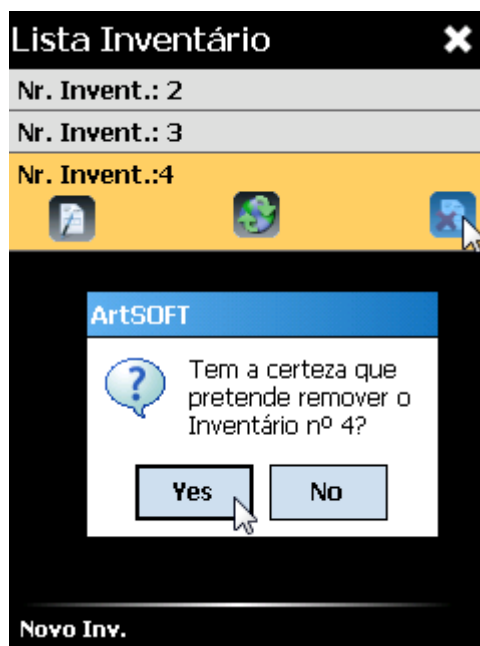 Lista Inventário
Nr. Invent.: 2
Nr. Invent.: 3
Nr. Invent.:4
ArtSOFT
Tem a certeza que
pretende remover o
Inventário nº 4?
Yes
No
Novo Inv.